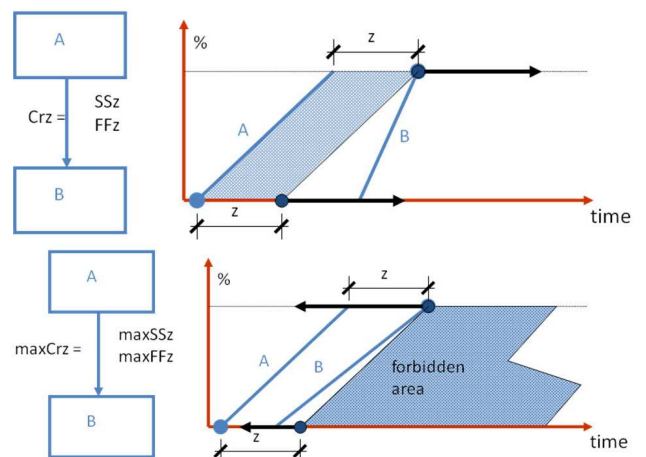 A
Crz =
SSz
FFz
B
%
z
A
B
z
time
A
maxCrz =
maxSSz
maxFFz
B
%
z
A
B
forbidden
area
z
time